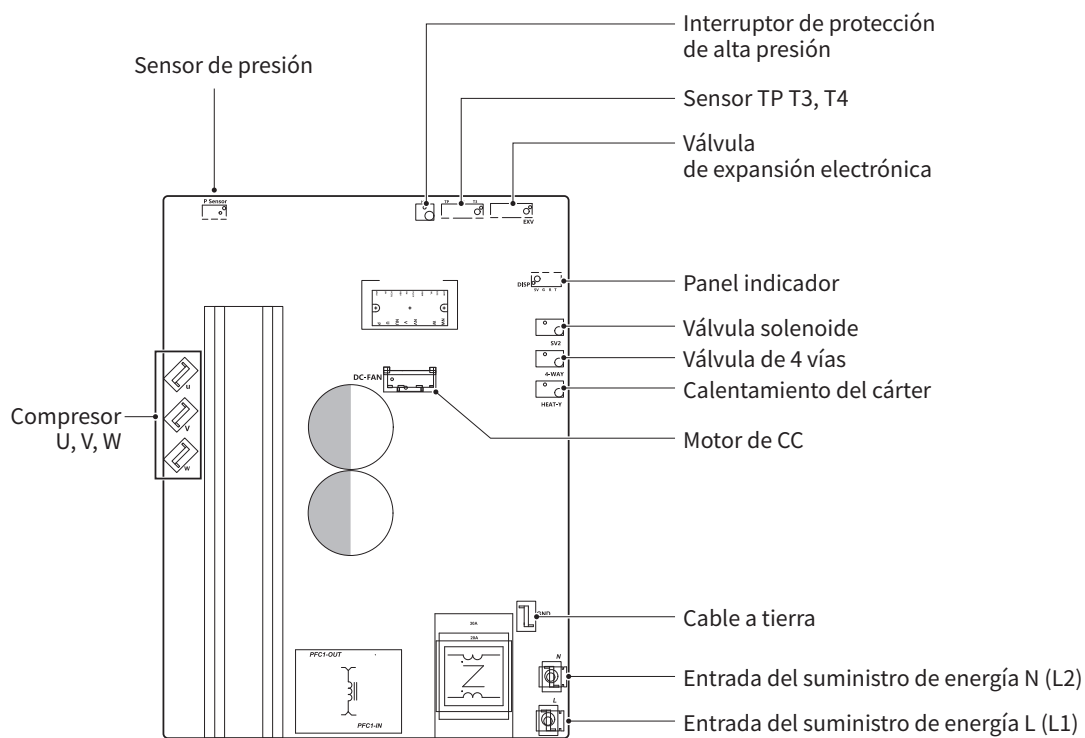 Interruptor de protección
de alta presión
Sensor de presión
Sensor TP T3, T4
Válvula
de expansión electrónica
P Sensor
TP
T3
EXV
DISP
5V G R T
Panel indicador
Válvula solenoide
SV2
Válvula de 4 vías
4-WAY
Calentamiento del cárter
HEAT-Y
DC-FAN
U
Compresor
U, V, W
V
Motor de CC
W
GND
Cable a tierra
30A
20A
N
PFC1-OUT
Entrada del suministro de energía N (L2)
L
PFC1-IN
Entrada del suministro de energía L (L1)